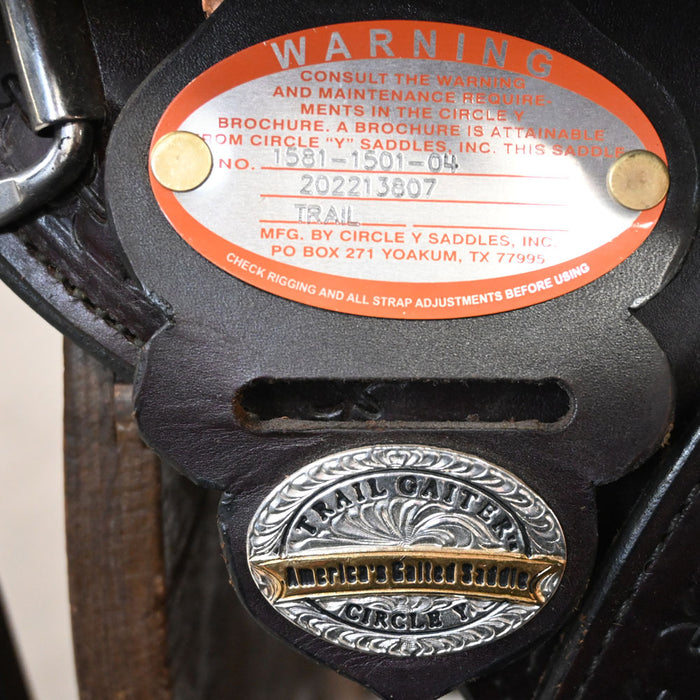 WARNING
CONSULT THE WARNING
AND MAINTENANCE REQUIRE-
MENTS IN THE CIRCLE Y
BROCHURE. A BROCHURE IS ATTAINABLE
FROM CIRCLE "Y" SADDLES, INC. THIS SADDLE
NO. 1581-1501-04
202213807
TRAIL
MFG. BY CIRCLE Y SADDLES, INC.
PO BOX 271 YOAKUM, TX 77995
CHECK RIGGING AND ALL STRAP ADJUSTMENTS BEFORE USING
TRAIL GAITER
America's Gaited Saddle
CIRCLE Y